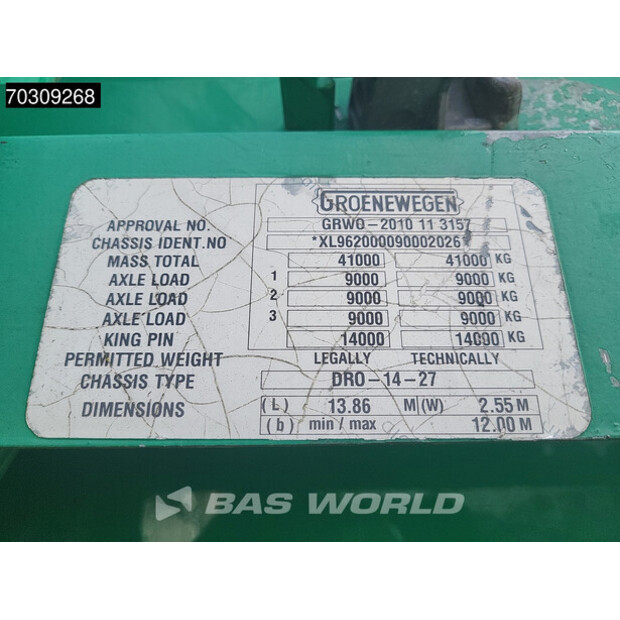 70309268
GROENEWEGEN
APPROVAL NO. GRWO-2010 11 3157
CHASSIS IDENT.NO *XL962000090002026*
MASS TOTAL 41000 41000 KG
AXLE LOAD 1 9000 9000 KG
AXLE LOAD 2 9000 9000 KG
AXLE LOAD 3 9000 9000 KG
KING PIN 14000 14000 KG
PERMITTED WEIGHT LEGALLY TECHNICALLY
CHASSIS TYPE DRO-14-27
DIMENSIONS (L) 13.86 M (W) 2.55 M
(b) min / max 12.00 M
BAS WORLD